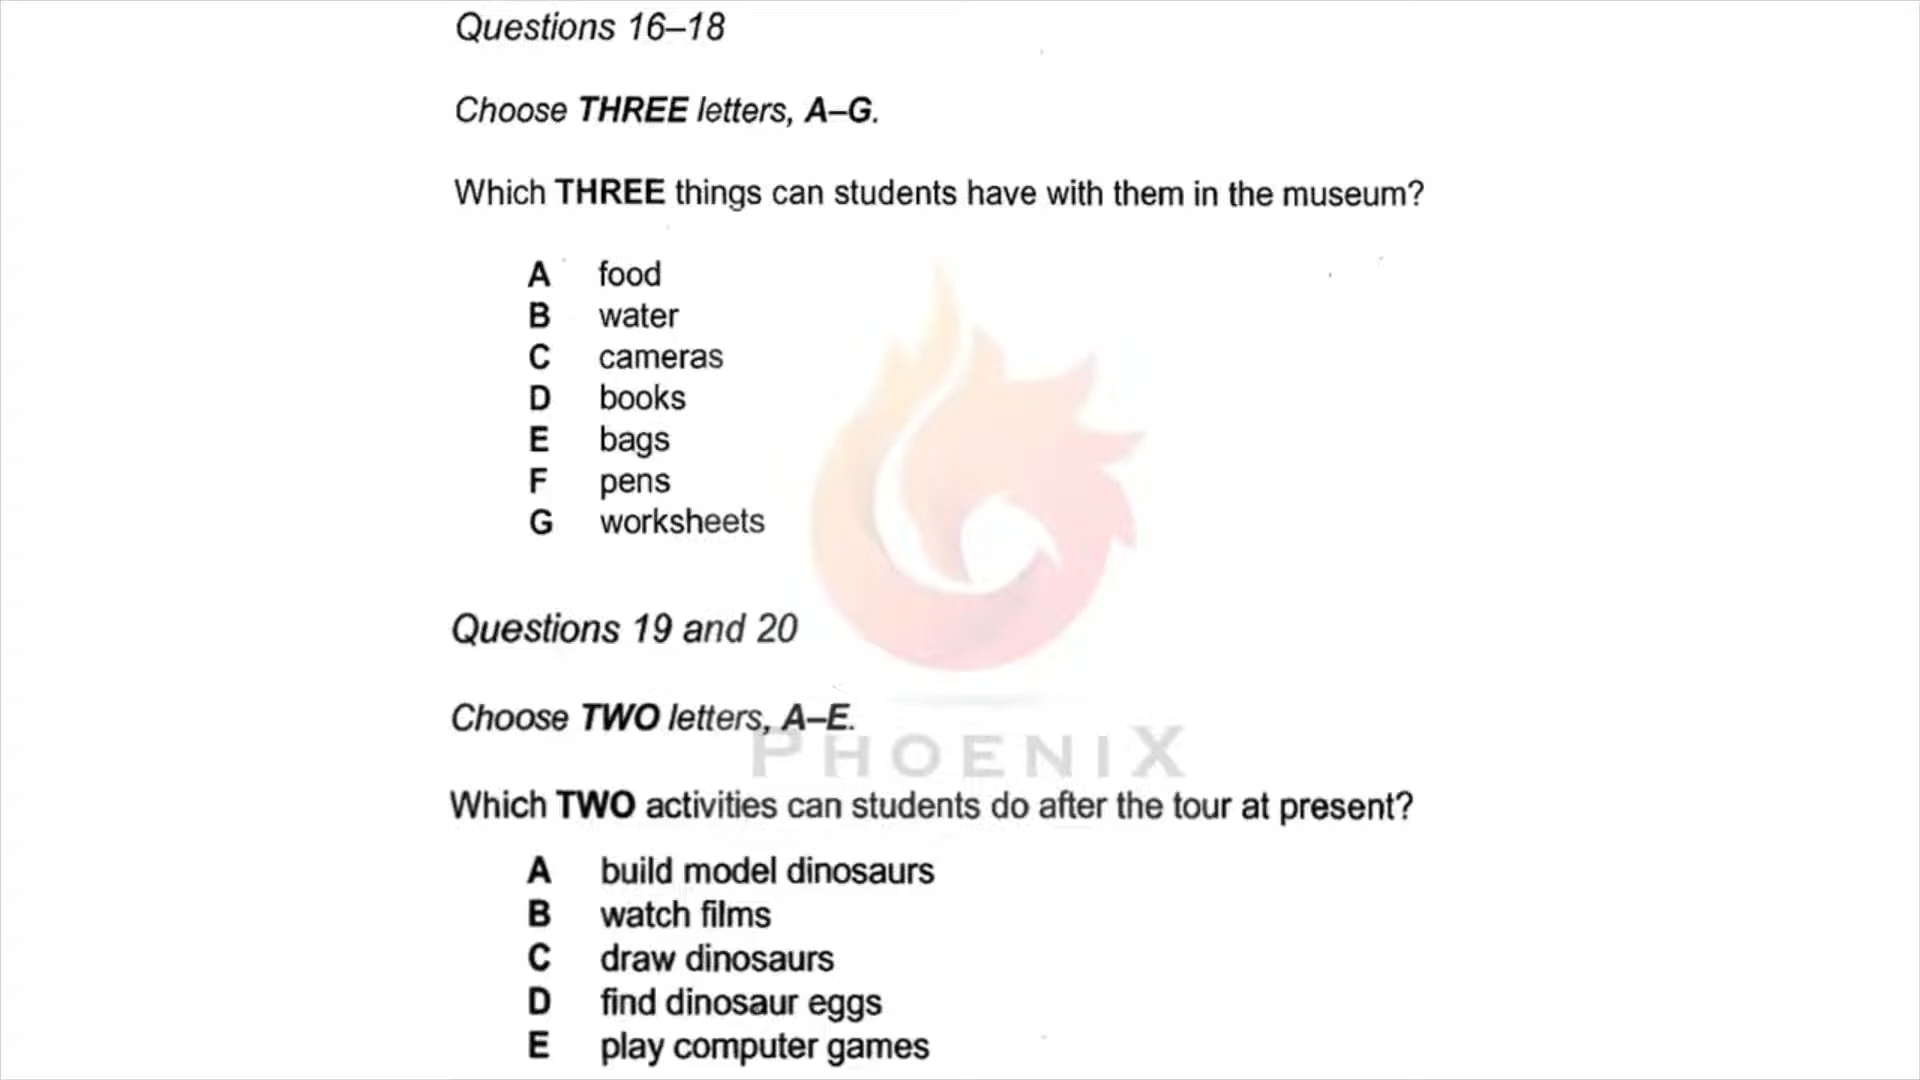 Questions 16–18
Choose THREE letters, A–G.
Which THREE things can students have with them in the museum?
A food
B water
C cameras
D books
E bags
F pens
G worksheets
Questions 19 and 20
Choose TWO letters, A–E.
PHOENIX
Which TWO activities can students do after the tour at present?
A build model dinosaurs
B watch films
C draw dinosaurs
D find dinosaur eggs
E play computer games